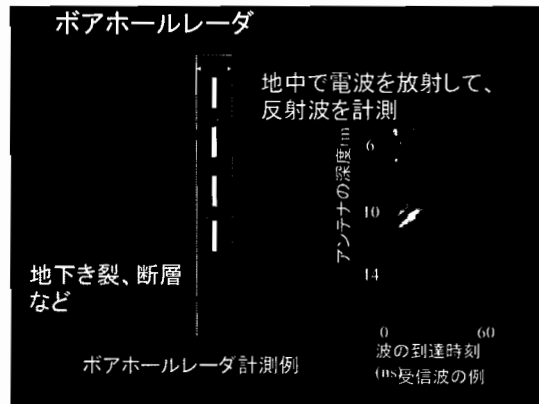 ボアホールレーダ
地中で電波を放射して、
反射波を計測
アンテナの深度(m)
6
10
14
0 60
波の到達時刻
(ns)受信波の例
地下き裂、断層
など
ボアホールレーダ計測例